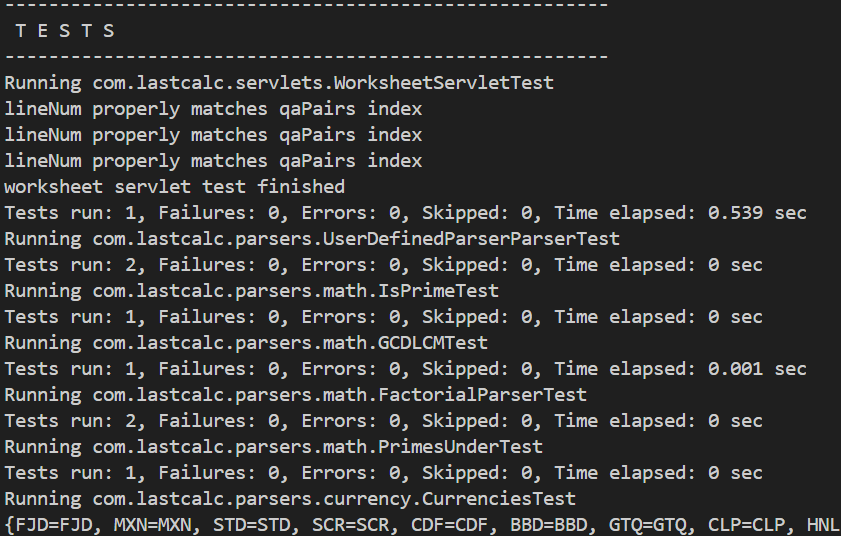 -------------------------------------------------------
T E S T S
-------------------------------------------------------
Running com.lastcalc.servlets.WorksheetServletTest
lineNum properly matches qaPairs index
lineNum properly matches qaPairs index
lineNum properly matches qaPairs index
worksheet servlet test finished
Tests run: 1, Failures: 0, Errors: 0, Skipped: 0, Time elapsed: 0.539 sec
Running com.lastcalc.parsers.UserDefinedParserParserTest
Tests run: 2, Failures: 0, Errors: 0, Skipped: 0, Time elapsed: 0 sec
Running com.lastcalc.parsers.math.IsPrimeTest
Tests run: 1, Failures: 0, Errors: 0, Skipped: 0, Time elapsed: 0 sec
Running com.lastcalc.parsers.math.GCDLCMTest
Tests run: 1, Failures: 0, Errors: 0, Skipped: 0, Time elapsed: 0.001 sec
Running com.lastcalc.parsers.math.FactorialParserTest
Tests run: 2, Failures: 0, Errors: 0, Skipped: 0, Time elapsed: 0 sec
Running com.lastcalc.parsers.math.PrimesUnderTest
Tests run: 1, Failures: 0, Errors: 0, Skipped: 0, Time elapsed: 0 sec
Running com.lastcalc.parsers.currency.CurrenciesTest
{FJD=FJD, MXN=MXN, STD=STD, SCR=SCR, CDF=CDF, BBD=BBD, GTQ=GTQ, CLP=CLP, HNL